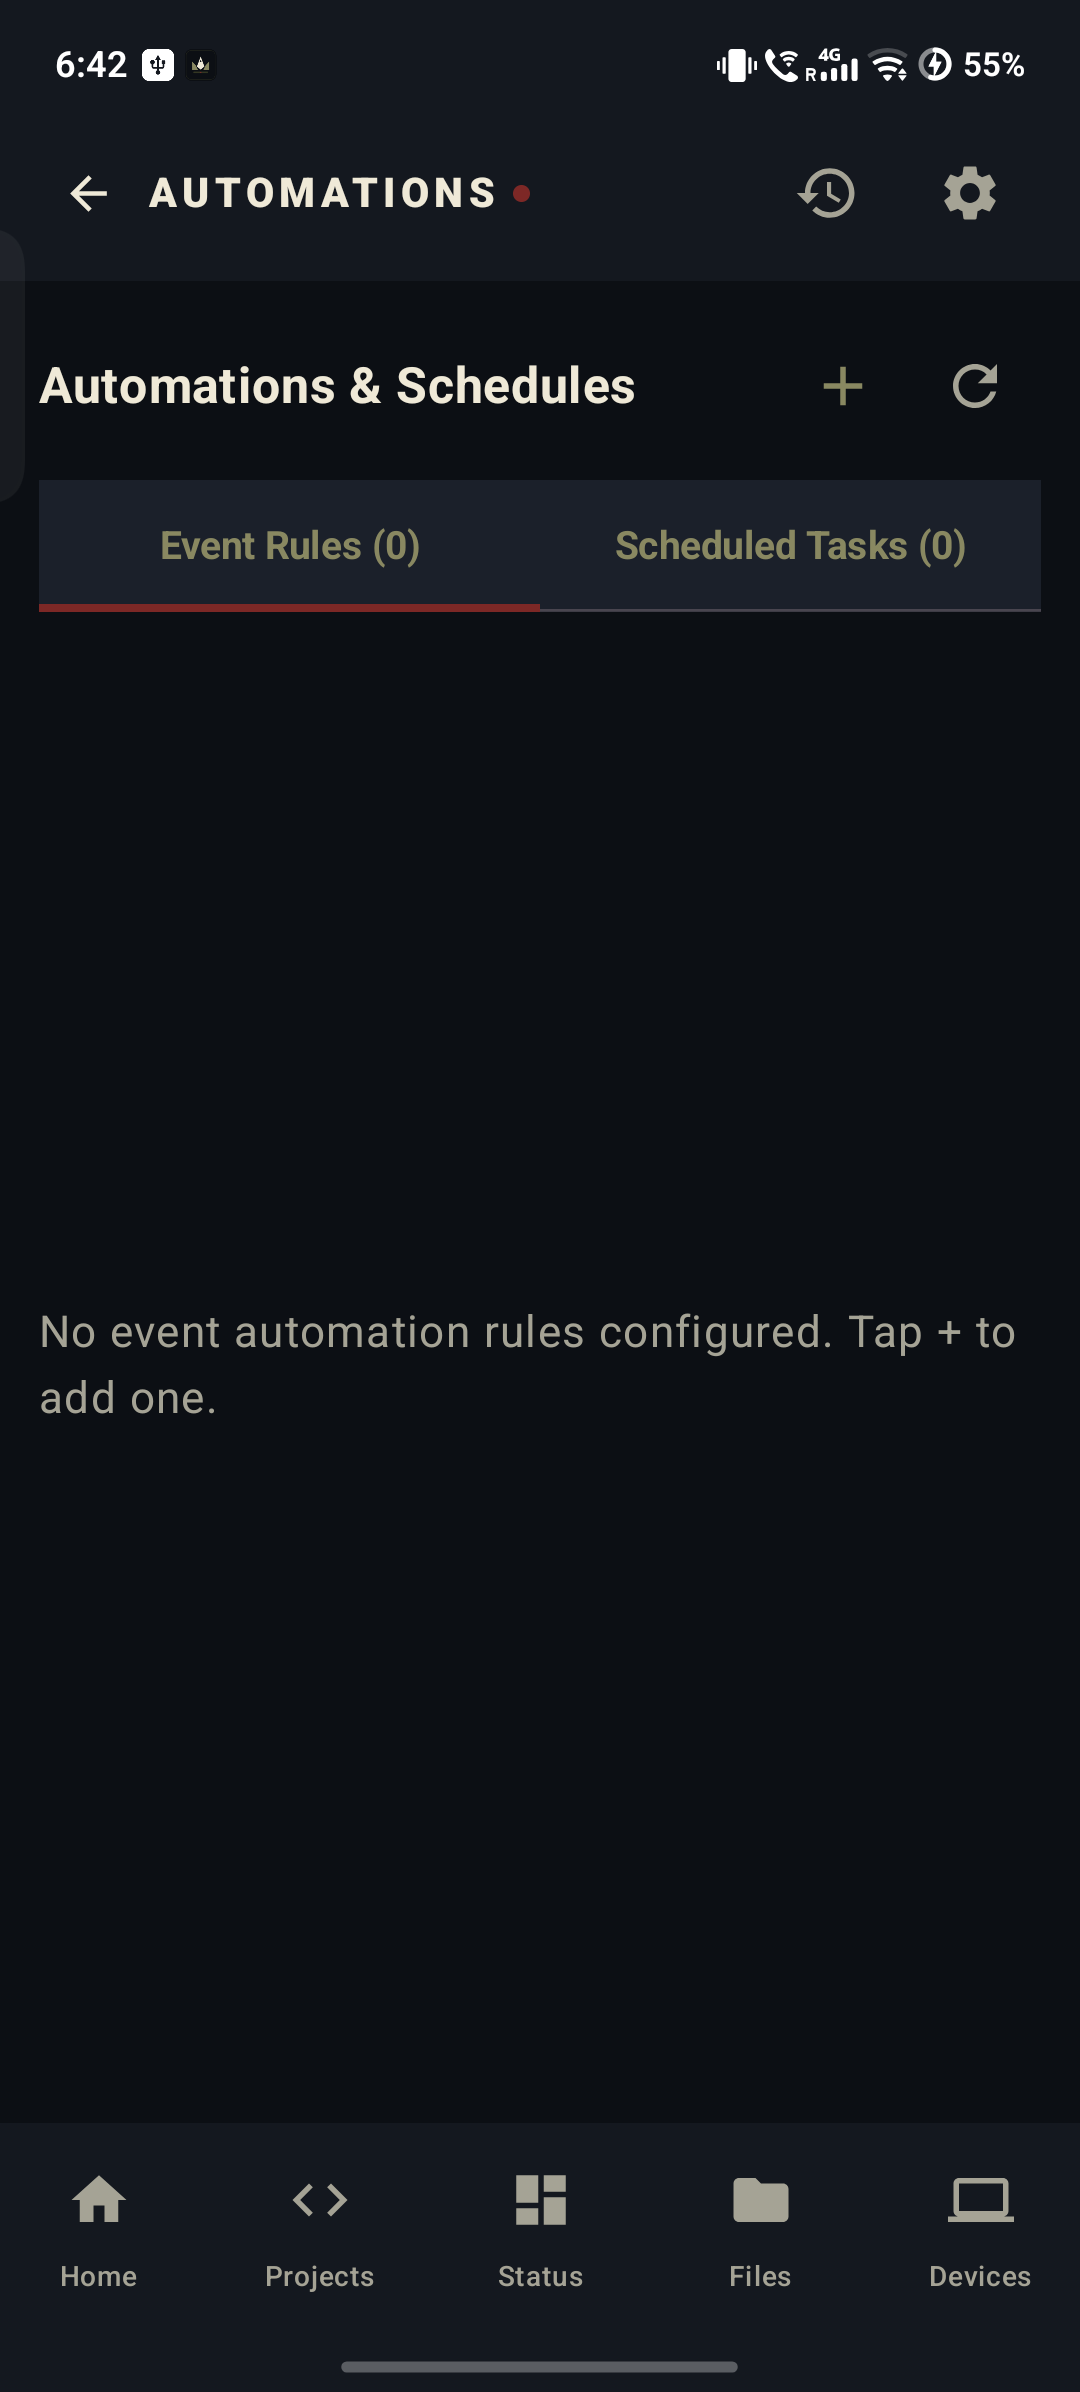 6:42
R 4G 55%
AUTOMATIONS
Automations & Schedules
Event Rules (0) Scheduled Tasks (0)
No event automation rules configured. Tap + to
add one.
Home Projects Status Files Devices